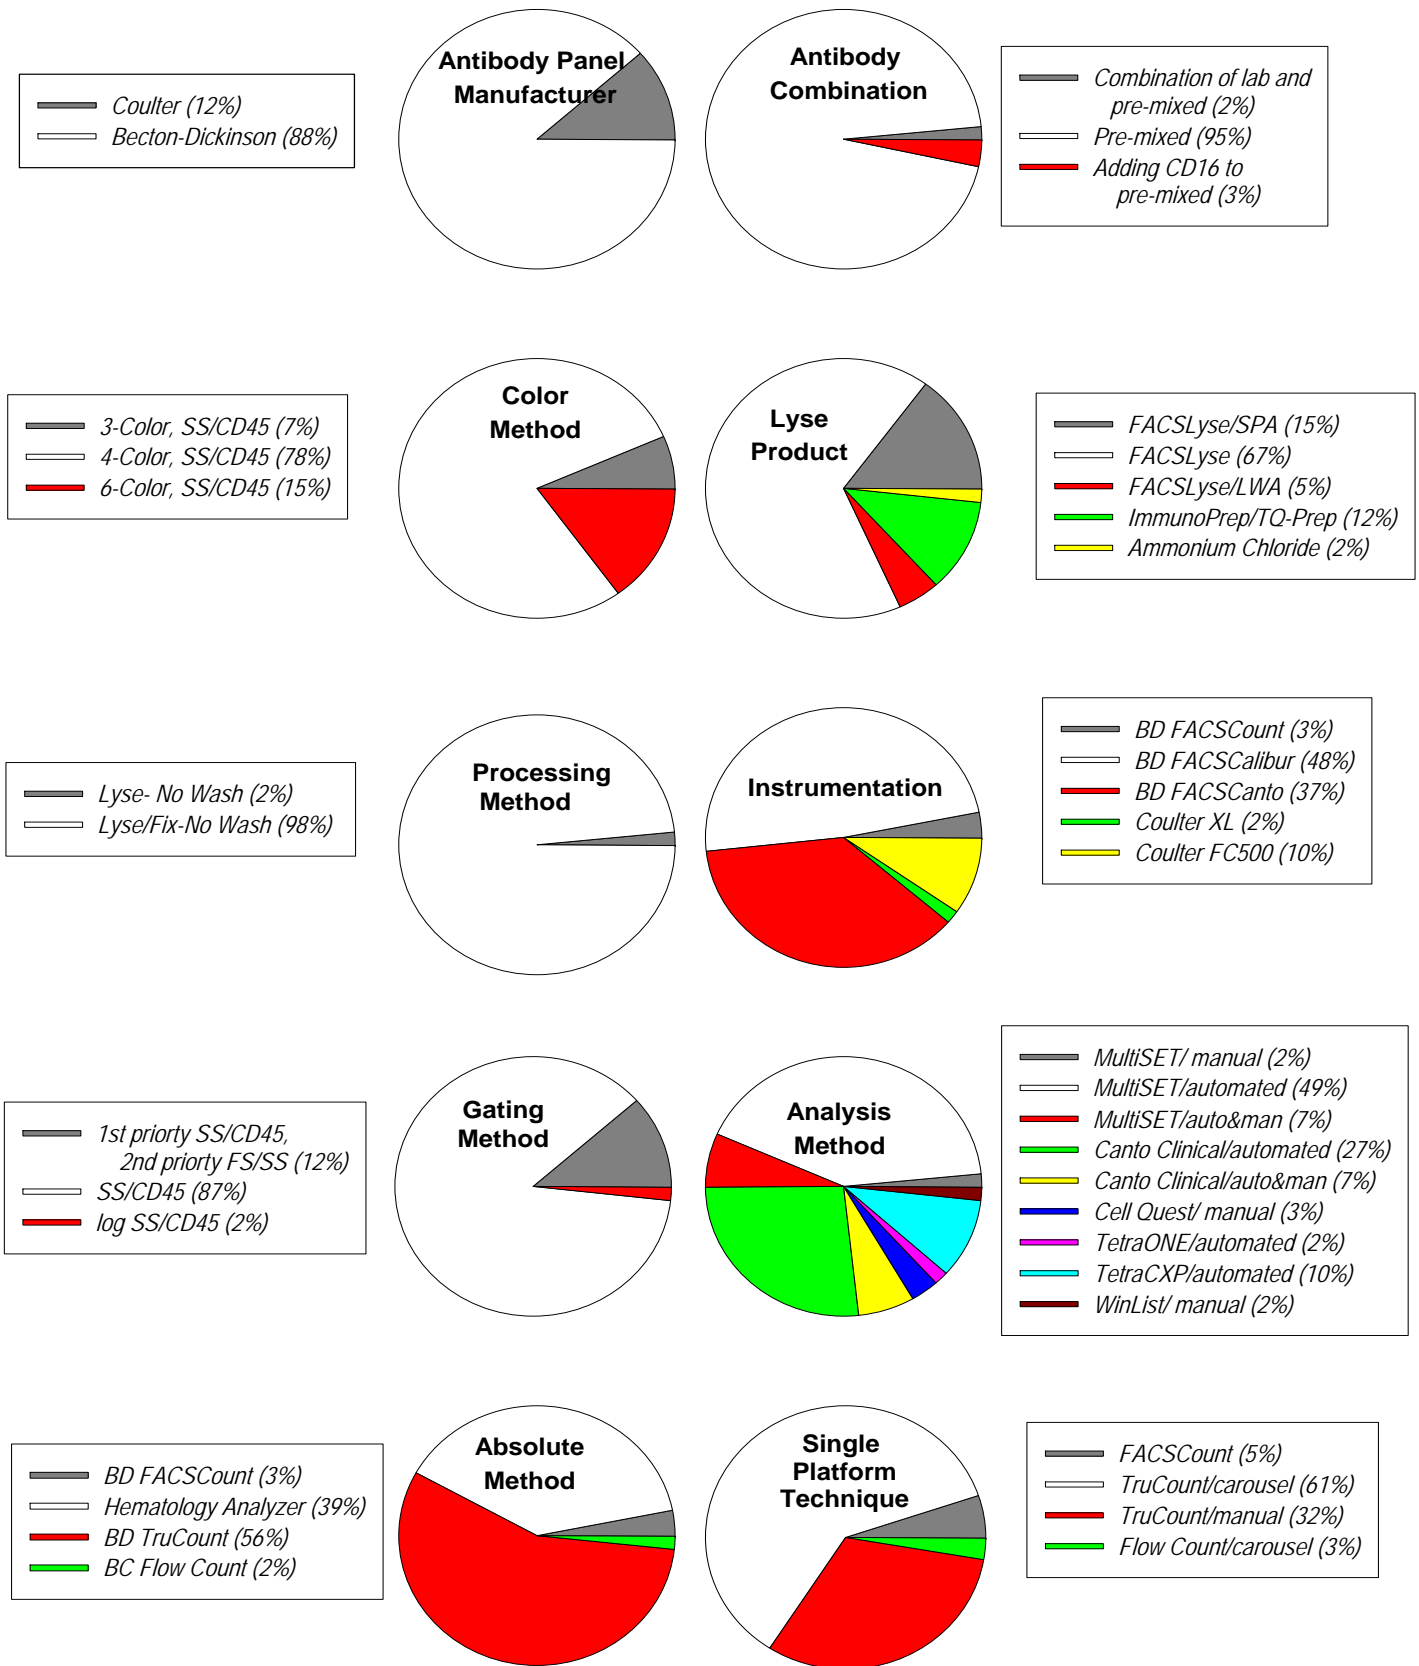 Antibody Panel
Manufacturer
Coulter (12%)
Becton-Dickinson (88%)
Antibody
Combination
Combination of lab and
pre-mixed (2%)
Pre-mixed (95%)
Adding CD16 to
pre-mixed (3%)
Color
Method
3-Color, SS/CD45 (7%)
4-Color, SS/CD45 (78%)
6-Color, SS/CD45 (15%)
Lyse
Product
FACSLyse/SPA (15%)
FACSLyse (67%)
FACSLyse/LWA (5%)
ImmunoPrep/TQ-Prep (12%)
Ammonium Chloride (2%)
Processing
Method
Lyse- No Wash (2%)
Lyse/Fix-No Wash (98%)
Instrumentation
BD FACSCount (3%)
BD FACSCalibur (48%)
BD FACSCanto (37%)
Coulter XL (2%)
Coulter FC500 (10%)
Gating
Method
1st priorty SS/CD45,
2nd priorty FS/SS (12%)
SS/CD45 (87%)
log SS/CD45 (2%)
Analysis
Method
MultiSET/ manual (2%)
MultiSET/automated (49%)
MultiSET/auto&man (7%)
Canto Clinical/automated (27%)
Canto Clinical/auto&man (7%)
Cell Quest/ manual (3%)
TetraONE/automated (2%)
TetraCXP/automated (10%)
WinList/ manual (2%)
Absolute
Method
BD FACSCount (3%)
Hematology Analyzer (39%)
BD TruCount (56%)
BC Flow Count (2%)
Single
Platform
Technique
FACSCount (5%)
TruCount/carousel (61%)
TruCount/manual (32%)
Flow Count/carousel (3%)